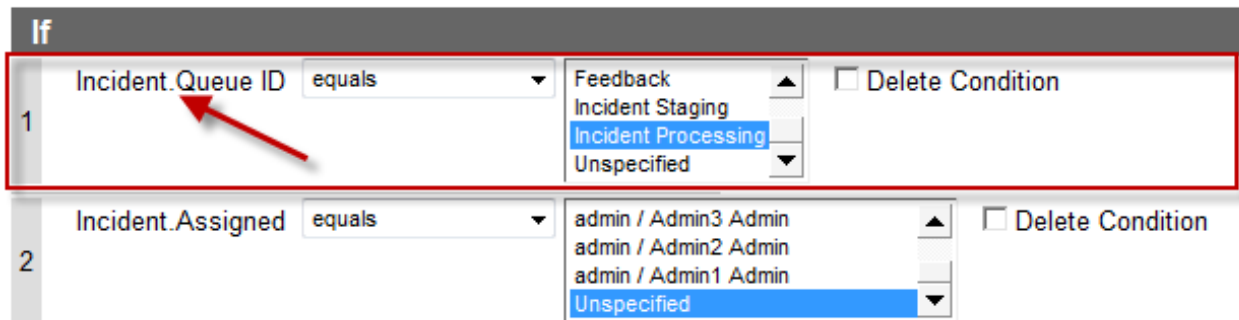 If
1 Incident.Queue ID equals Feedback Delete Condition
Incident Staging
Incident Processing
Unspecified
2 Incident.Assigned equals admin / Admin3 Admin Delete Condition
admin / Admin2 Admin
admin / Admin1 Admin
Unspecified